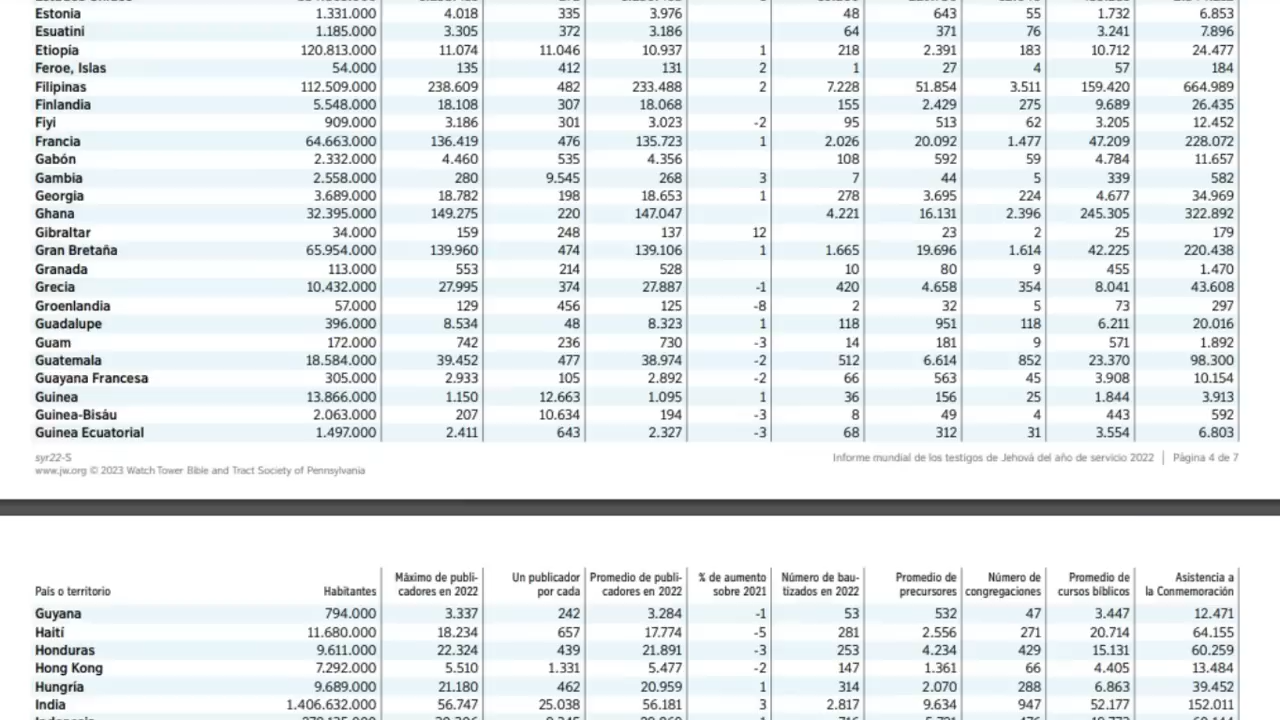 Estonia 1.331.000 4.018 335 3.976 48 643 55 1.732 6.853
Esuatini 1.185.000 3.305 372 3.186 64 371 76 3.241 7.896
Etiopía 120.813.000 11.074 11.046 10.937 1 218 2.391 183 10.712 24.477
Feroe, Islas 54.000 135 412 131 2 1 27 4 57 184
Filipinas 112.509.000 238.609 482 233.488 2 7.228 51.854 3.511 159.420 664.989
Finlandia 5.548.000 18.108 307 18.068 155 2.429 275 9.689 26.435
Fiyi 909.000 3.186 301 3.023 -2 95 513 62 3.205 12.452
Francia 64.663.000 136.419 476 135.723 1 2.026 20.092 1.477 47.209 228.072
Gabón 2.332.000 4.460 535 4.356 108 592 59 4.784 11.657
Gambia 2.558.000 280 9.545 268 3 7 44 5 339 582
Georgia 3.689.000 18.782 198 18.653 1 278 3.695 224 4.677 34.969
Ghana 32.395.000 149.275 220 147.047 4.221 16.131 2.396 245.305 322.892
Gibraltar 34.000 159 248 137 12 23 2 25 179
Gran Bretaña 65.954.000 139.960 474 139.106 1 1.665 19.696 1.614 42.225 220.438
Granada 113.000 553 214 528 10 80 9 455 1.470
Grecia 10.432.000 27.995 374 27.887 -1 420 4.658 354 8.041 43.608
Groenlandia 57.000 129 456 125 -8 2 32 5 73 297
Guadalupe 396.000 8.534 48 8.323 1 118 951 118 6.211 20.016
Guam 172.000 742 236 730 -3 14 181 9 571 1.892
Guatemala 18.584.000 39.452 477 38.974 -2 512 6.614 852 23.370 98.300
Guayana Francesa 305.000 2.933 105 2.892 -2 66 563 45 3.908 10.154
Guinea 13.866.000 1.150 12.663 1.095 1 36 156 25 1.844 3.913
Guinea-Bisáu 2.063.000 207 10.634 194 -3 8 49 4 443 592
Guinea Ecuatorial 1.497.000 2.411 643 2.327 -3 68 312 31 3.554 6.803
syr22-S
www.jw.org © 2023 Watch Tower Bible and Tract Society of Pennsylvania
Informe mundial de los testigos de Jehová del año de servicio 2022 | Página 4 de 7
Máximo de publi- Un publicador Promedio de publi- % de aumento Número de bau- Promedio de Número de Promedio de Asistencia a
País o territorio Habitantes cadores en 2022 por cada cadores en 2022 sobre 2021 tizados en 2022 precursores congregaciones cursos bíblicos la Conmemoración
Guyana 794.000 3.337 242 3.284 -1 53 532 47 3.447 12.471
Haití 11.680.000 18.234 657 17.774 -5 281 2.556 271 20.714 64.155
Honduras 9.611.000 22.324 439 21.891 -3 253 4.234 429 15.131 60.259
Hong Kong 7.292.000 5.510 1.331 5.477 -2 147 1.361 66 4.405 13.484
Hungría 9.689.000 21.180 462 20.959 1 314 2.070 288 6.863 39.452
India 1.406.632.000 56.747 25.038 56.181 3 2.817 9.634 947 52.177 152.011